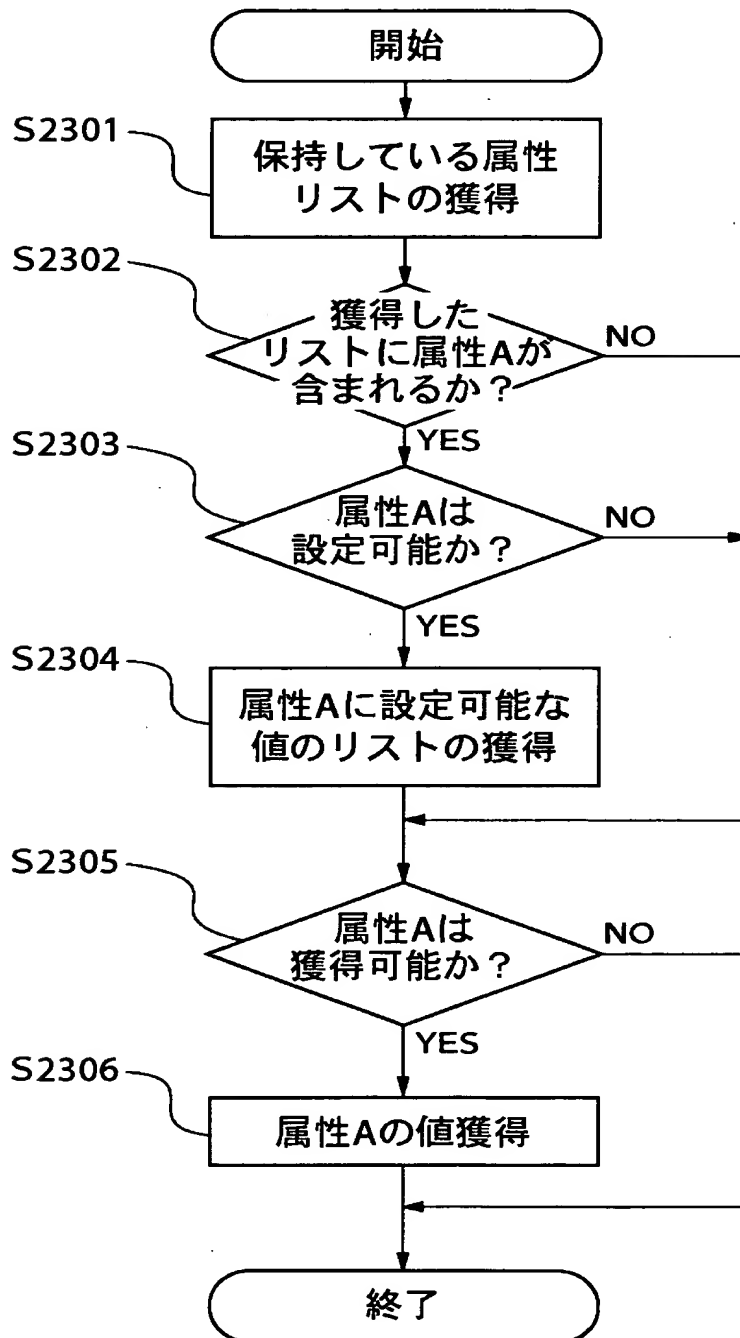 開始
S2301
保持している属性
リストの獲得
S2302
獲得した
リストに属性Aが
含まれるか？
NO
YES
S2303
属性Aは
設定可能か？
NO
YES
S2304
属性Aに設定可能な
値のリストの獲得
S2305
属性Aは
獲得可能か？
NO
YES
S2306
属性Aの値獲得
終了